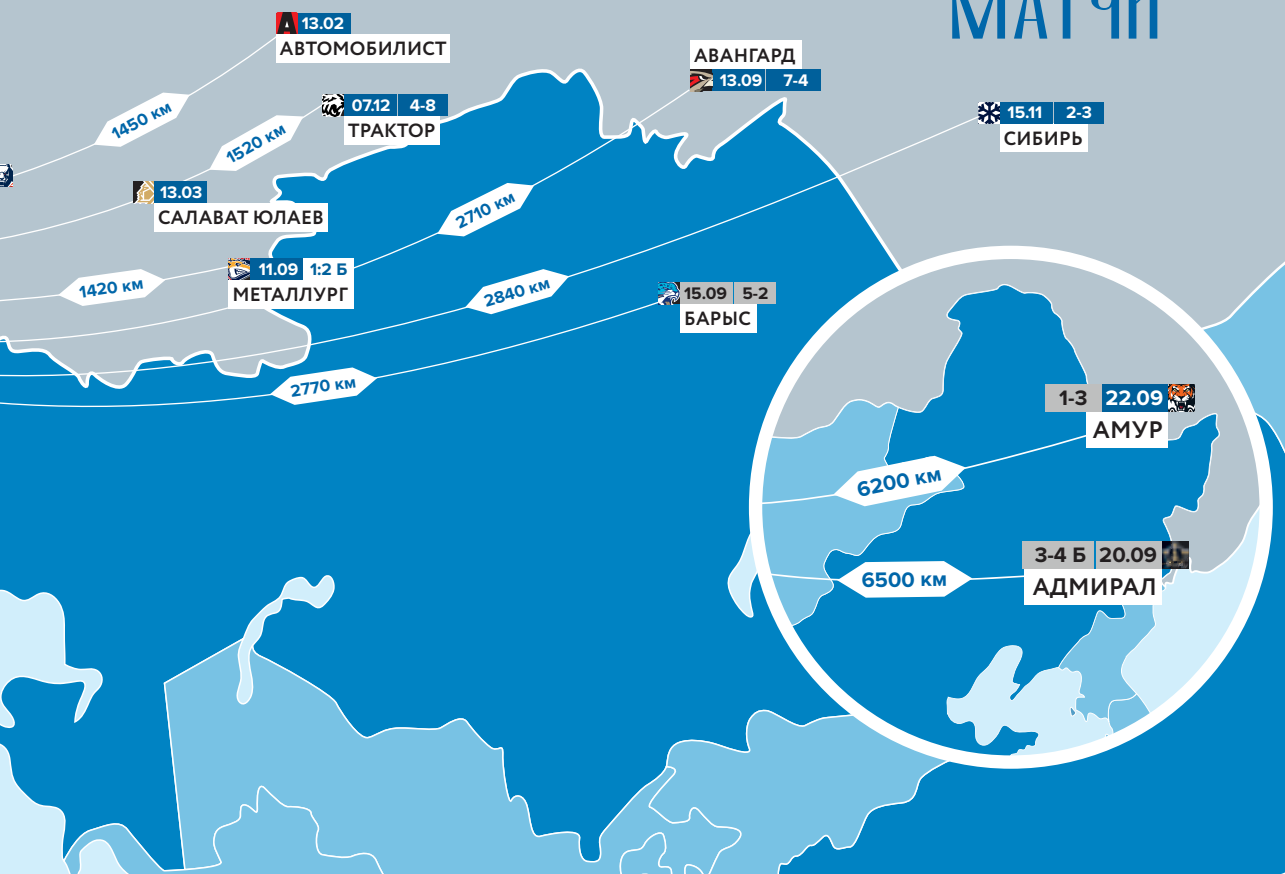 МАТЧИ
А 13.02
АВТОМОБИЛИСТ
АВАНГАРД
13.09 7-4
1450 км
07.12 4-8
ТРАКТОР
15.11 2-3
СИБИРЬ
1520 км
13.03
САЛАВАТ ЮЛАЕВ
2710 км
11.09 1:2 Б
МЕТАЛЛУРГ
1420 км
2840 км
15.09 5-2
БАРЫС
2770 км
1-3 22.09
АМУР
6200 км
3-4 Б 20.09
АДМИРАЛ
6500 км